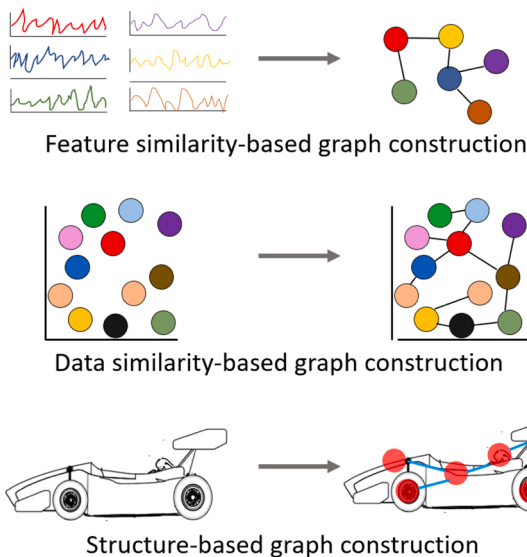 Feature similarity-based graph construction
Data similarity-based graph construction
Structure-based graph construction